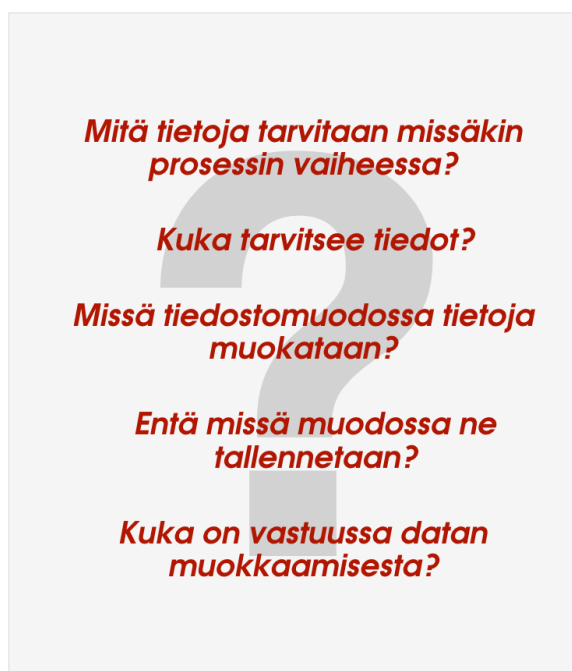 Mitä tietoja tarvitaan missäkin
prosessin vaiheessa?
Kuka tarvitsee tiedot?
Missä tiedostomuodossa tietoja
muokataan?
Entä missä muodossa ne
tallennetaan?
Kuka on vastuussa datan
muokkaamisesta?